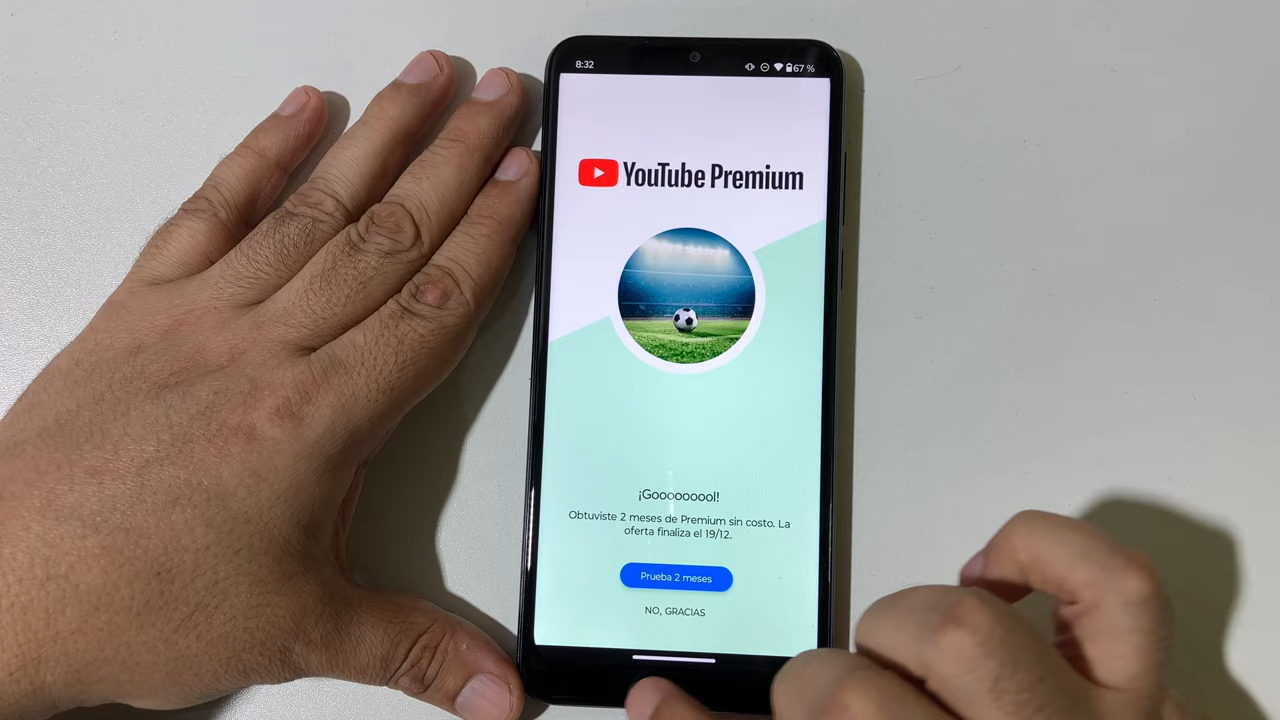 8:32
67 %
YouTube Premium
¡Goooooooool!
Obtuviste 2 meses de Premium sin costo. La
oferta finaliza el 19/12.
Prueba 2 meses
NO, GRACIAS